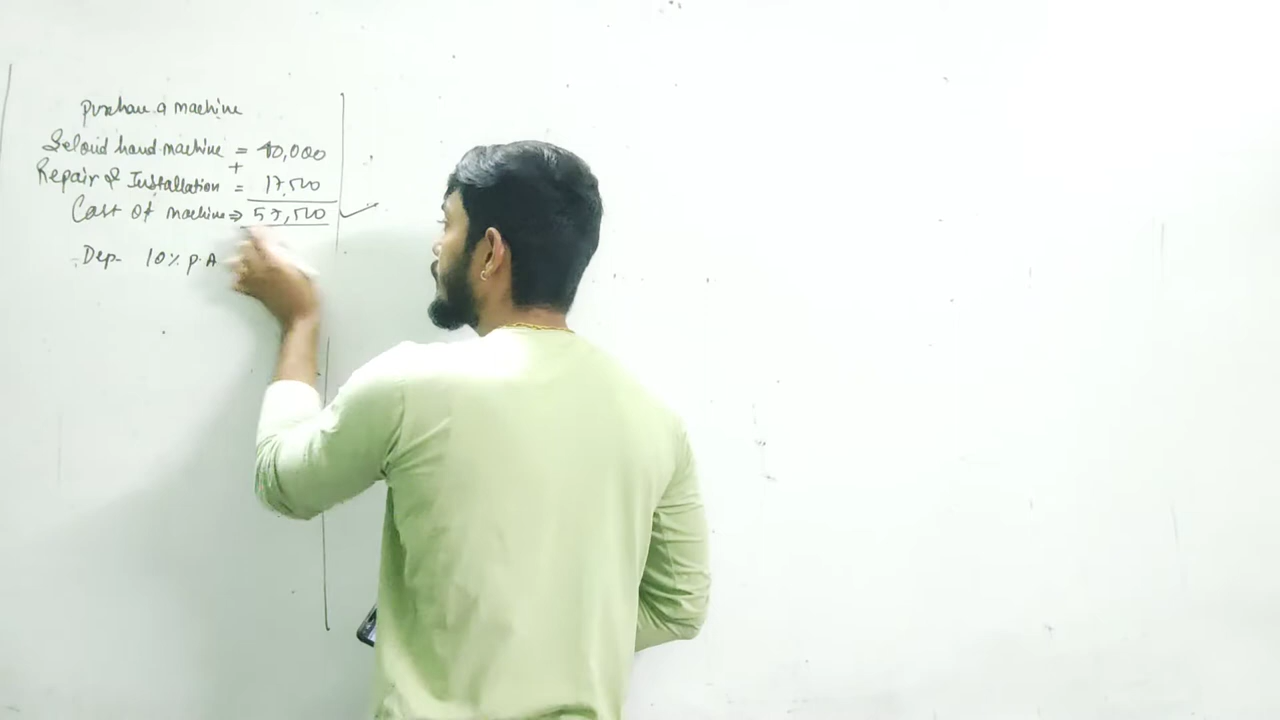 Purchase a machine
Second hand machine = 40,000
+
Repair & Installation = 17,500
Cost of machine ⇒ 57,500
Dep. 10% p.A